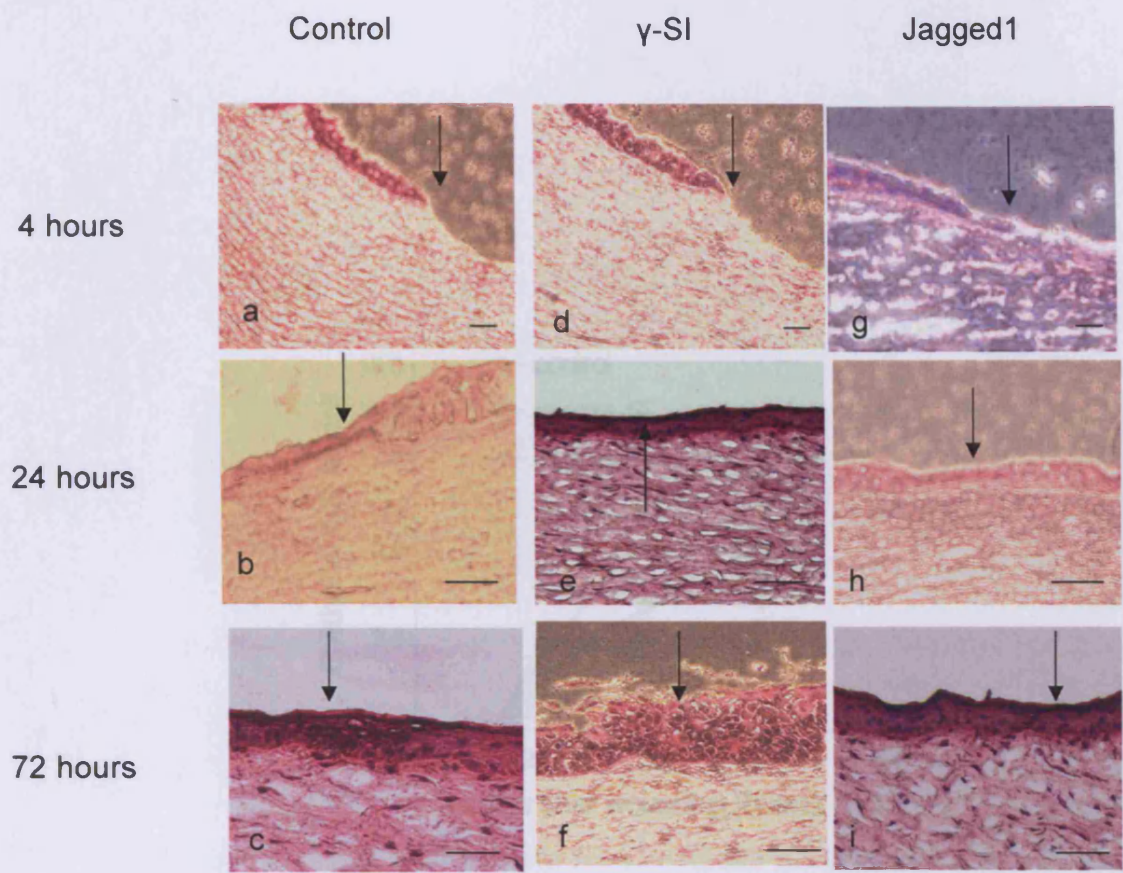 Control γ-SI Jagged1
4 hours
a d g
24 hours
b e h
72 hours
c f i